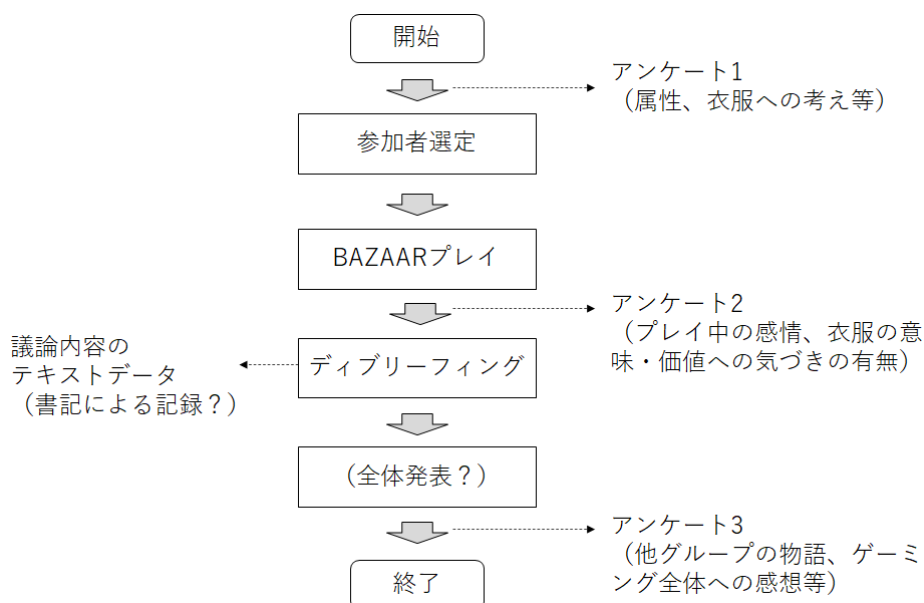 開始
アンケート1
（属性、衣服への考え等）
参加者選定
BAZAARプレイ
アンケート2
（プレイ中の感情、衣服の意
味・価値への気づきの有無）
議論内容の
テキストデータ
（書記による記録？）
ディブリーフィング
（全体発表？）
アンケート3
（他グループの物語、ゲーミ
ング全体への感想等）
終了